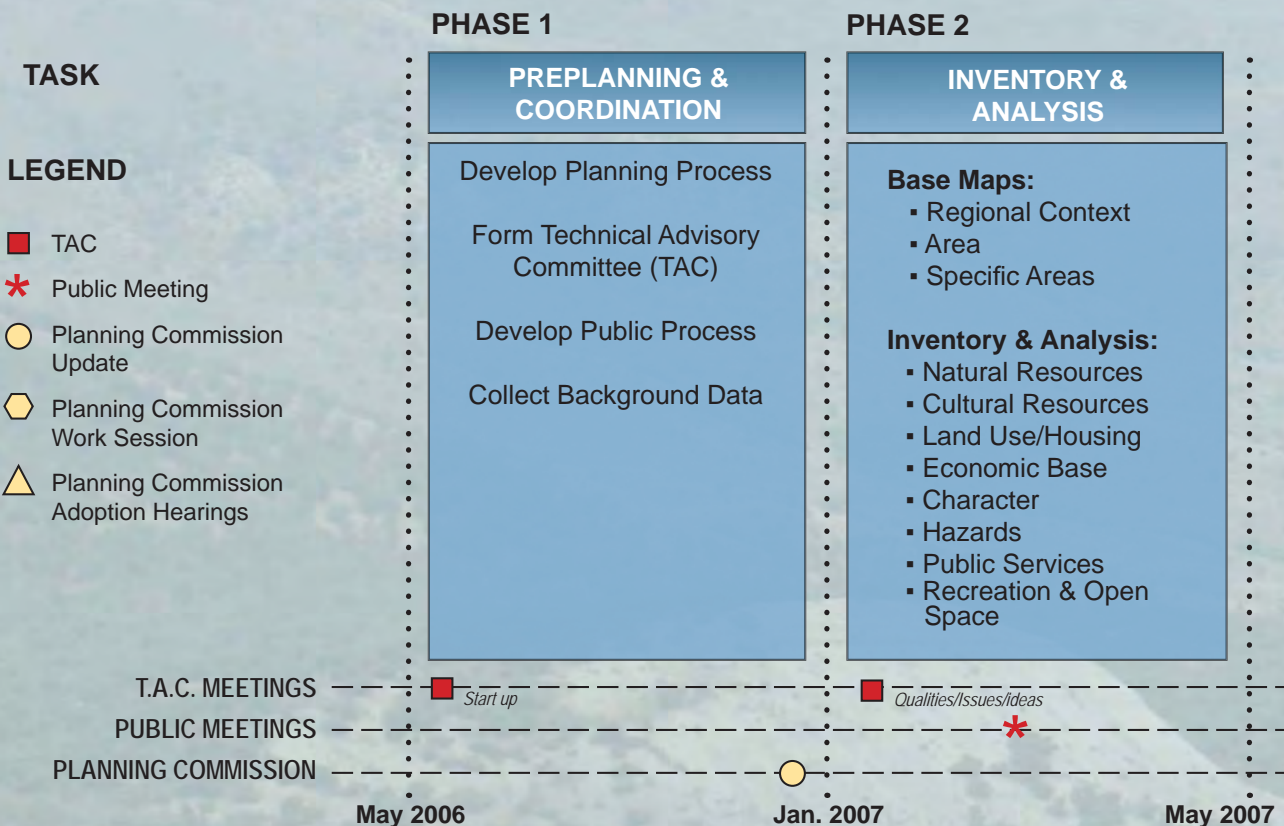 PHASE 1
PHASE 2
TASK
PREPLANNING &
COORDINATION
INVENTORY &
ANALYSIS
LEGEND
TAC
Public Meeting
Planning Commission
Update
Planning Commission
Work Session
Planning Commission
Adoption Hearings
Develop Planning Process
Form Technical Advisory
Committee (TAC)
Develop Public Process
Collect Background Data
Base Maps:
▪ Regional Context
▪ Area
▪ Specific Areas
Inventory & Analysis:
▪ Natural Resources
▪ Cultural Resources
▪ Land Use/Housing
▪ Economic Base
▪ Character
▪ Hazards
▪ Public Services
▪ Recreation & Open
Space
T.A.C. MEETINGS
Start up
Qualities/Issues/ideas
PUBLIC MEETINGS
PLANNING COMMISSION
May 2006
Jan. 2007
May 2007